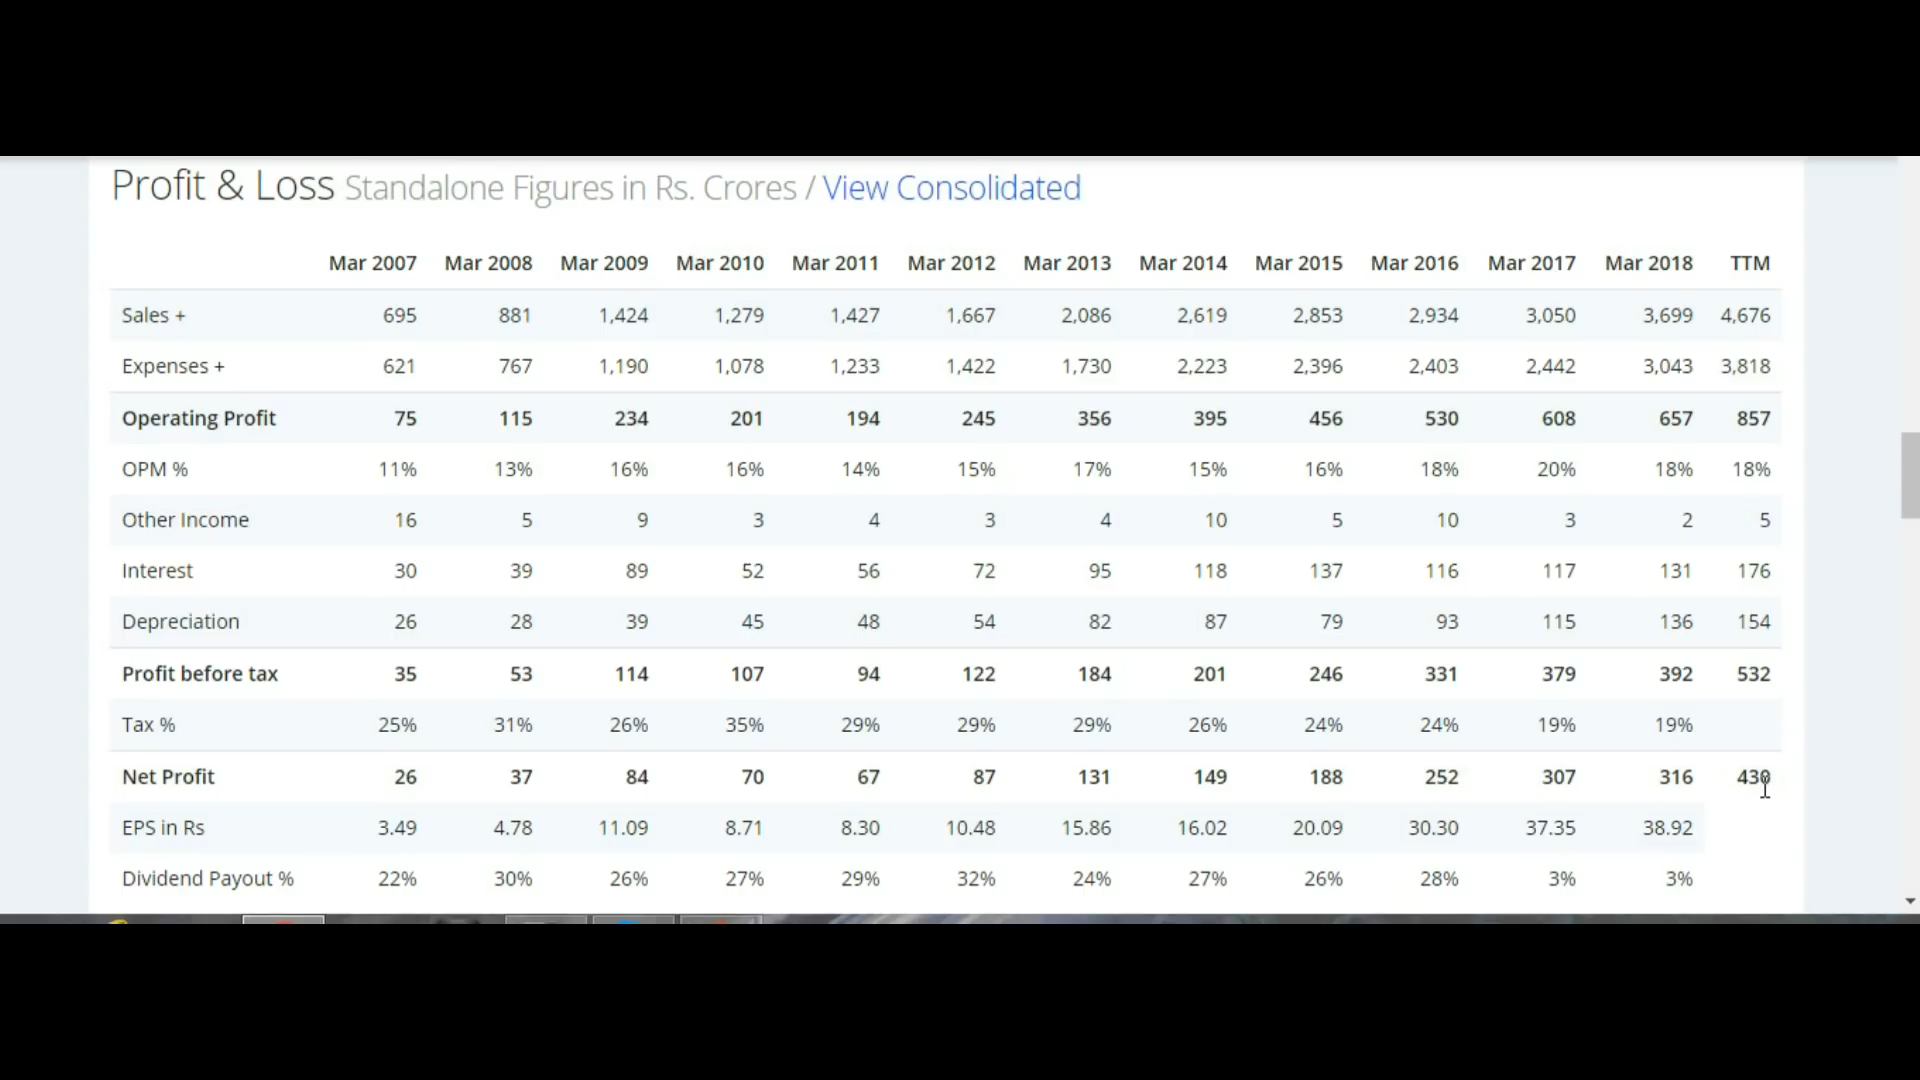 Profit & Loss Standalone Figures in Rs. Crores / View Consolidated
Mar 2007 Mar 2008 Mar 2009 Mar 2010 Mar 2011 Mar 2012 Mar 2013 Mar 2014 Mar 2015 Mar 2016 Mar 2017 Mar 2018 TTM
Sales + 695 881 1,424 1,279 1,427 1,667 2,086 2,619 2,853 2,934 3,050 3,699 4,676
Expenses + 621 767 1,190 1,078 1,233 1,422 1,730 2,223 2,396 2,403 2,442 3,043 3,818
Operating Profit 75 115 234 201 194 245 356 395 456 530 608 657 857
OPM % 11% 13% 16% 16% 14% 15% 17% 15% 16% 18% 20% 18% 18%
Other Income 16 5 9 3 4 3 4 10 5 10 3 2 5
Interest 30 39 89 52 56 72 95 118 137 116 117 131 176
Depreciation 26 28 39 45 48 54 82 87 79 93 115 136 154
Profit before tax 35 53 114 107 94 122 184 201 246 331 379 392 532
Tax % 25% 31% 26% 35% 29% 29% 29% 26% 24% 24% 19% 19%
Net Profit 26 37 84 70 67 87 131 149 188 252 307 316 430
EPS in Rs 3.49 4.78 11.09 8.71 8.30 10.48 15.86 16.02 20.09 30.30 37.35 38.92
Dividend Payout % 22% 30% 26% 27% 29% 32% 24% 27% 26% 28% 3% 3%